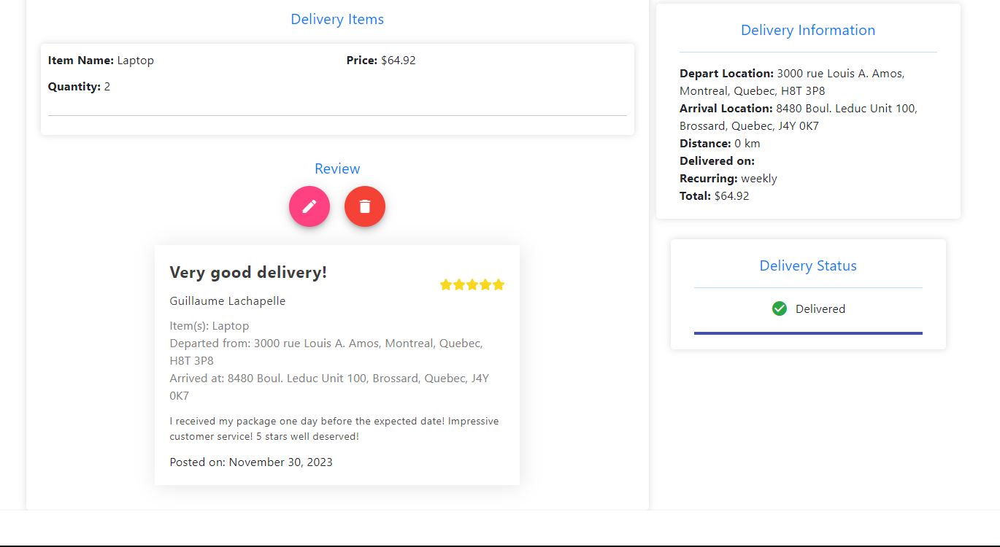 Delivery Items
Item Name: Laptop
Price: $64.92
Quantity: 2
Review
Very good delivery!
Guillaume Lachapelle
Item(s): Laptop
Departed from: 3000 rue Louis A. Amos, Montreal, Quebec,
H8T 3P8
Arrived at: 8480 Boul. Leduc Unit 100, Brossard, Quebec, J4Y
0K7
I received my package one day before the expected date! Impressive
customer service! 5 stars well deserved!
Posted on: November 30, 2023
Delivery Information
Depart Location: 3000 rue Louis A. Amos,
Montreal, Quebec, H8T 3P8
Arrival Location: 8480 Boul. Leduc Unit 100,
Brossard, Quebec, J4Y 0K7
Distance: 0 km
Delivered on:
Recurring: weekly
Total: $64.92
Delivery Status
Delivered